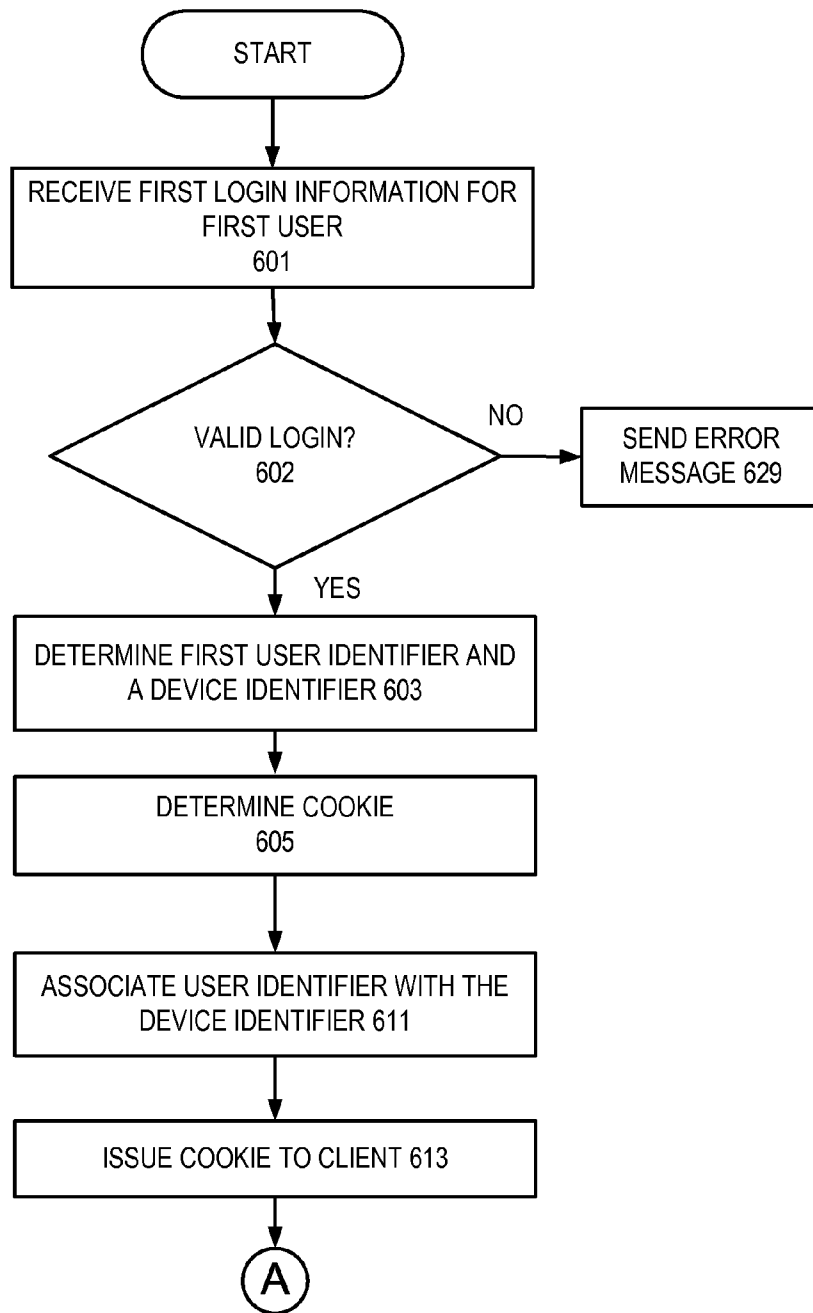 START
RECEIVE FIRST LOGIN INFORMATION FOR
FIRST USER
601
VALID LOGIN?
602
NO
SEND ERROR
MESSAGE 629
YES
DETERMINE FIRST USER IDENTIFIER AND
A DEVICE IDENTIFIER 603
DETERMINE COOKIE
605
ASSOCIATE USER IDENTIFIER WITH THE
DEVICE IDENTIFIER 611
ISSUE COOKIE TO CLIENT 613
A